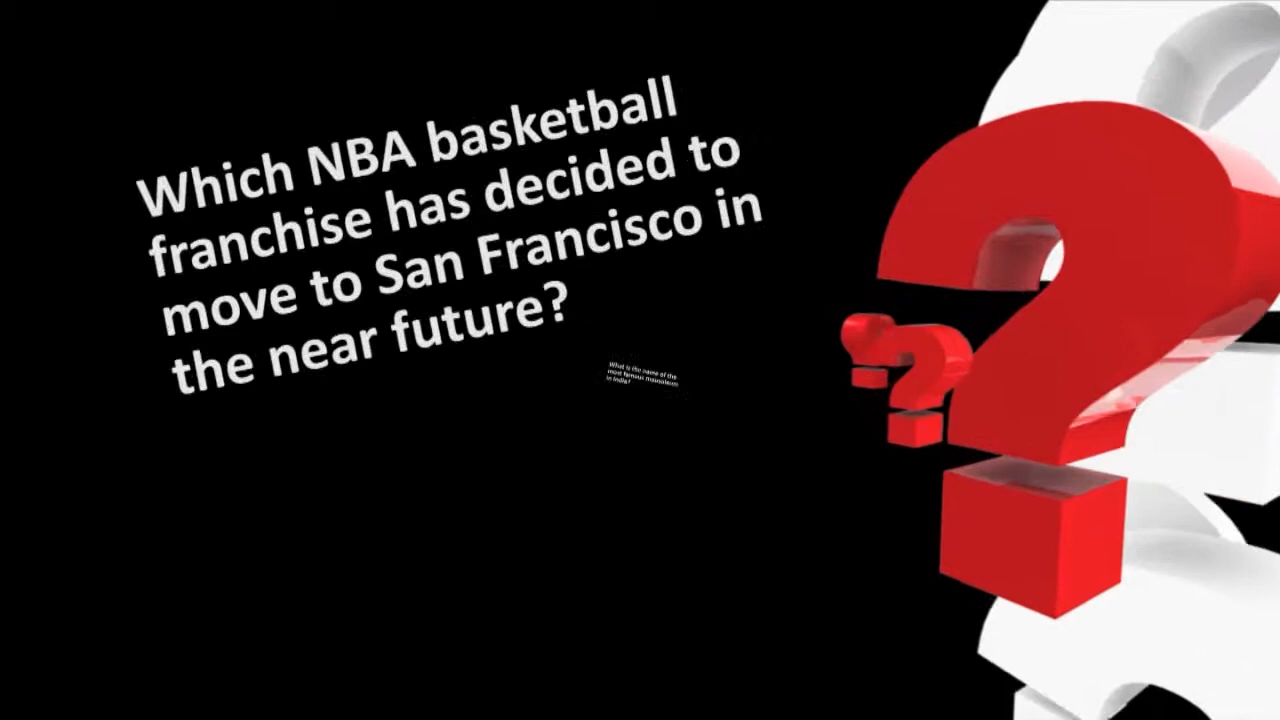 Which NBA basketball
franchise has decided to
move to San Francisco in
the near future?
What is the name of the
most famous mausoleum
in India?